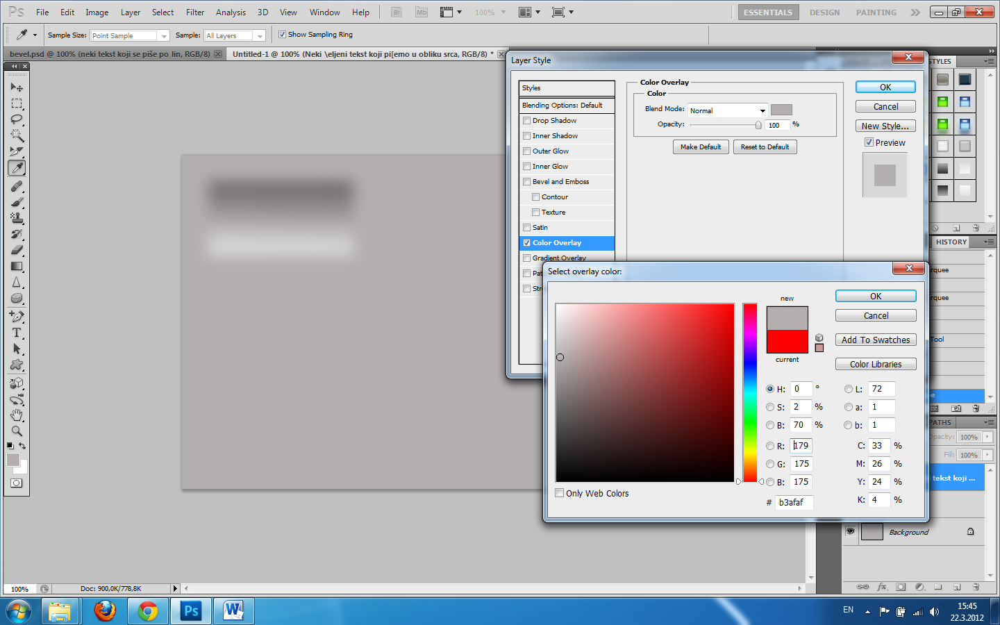 Ps File Edit Image Layer Select Filter Analysis 3D View Window Help Br Mb 100% ESSENTIALS DESIGN PAINTING
Sample Size: Point Sample Sample: All Layers Show Sampling Ring
bevel.psd @ 100% (neki tekst koji se piše po lin, RGB/8) Untitled-1 @ 100% (Neki \eljeni tekst koji pi[emo u obliku srca, RGB/8) *
Layer Style
STYLES
Styles
Blending Options: Default
Drop Shadow
Inner Shadow
Outer Glow
Inner Glow
Bevel and Emboss
Contour
Texture
Satin
Color Overlay
Gradient Overlay
Pat
Str
Color Overlay
Color
Blend Mode: Normal
Opacity: 100 %
Make Default Reset to Default
OK
Cancel
New Style...
Preview
HISTORY
rquee
rquee
Tool
Select overlay color:
new
current
OK
Cancel
Add To Swatches
Color Libraries
H: 0 ° L: 72
S: 2 % a: 1
B: 70 % b: 1
R: 179 C: 33 %
G: 175 M: 26 %
B: 175 Y: 24 %
# b3afaf K: 4 %
Only Web Colors
PATHS
Opacity: 100%
Fill: 100%
tekst koji ...
Background
100% Doc: 900,0K/778,8K
Ps W EN 15:45
22.3.2012